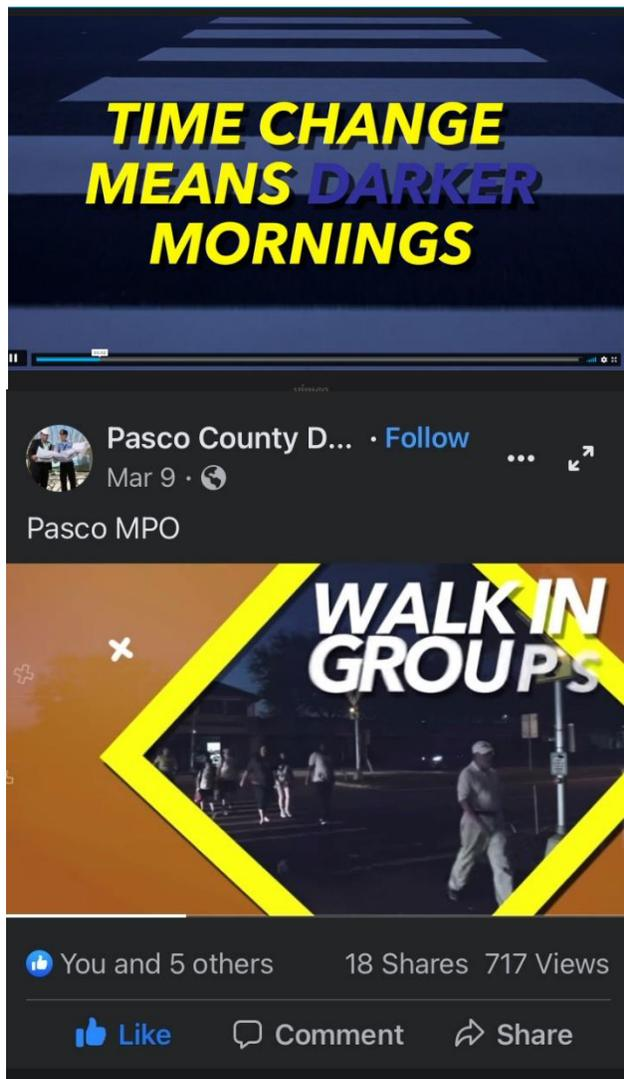 TIME CHANGE
MEANS DARKER
MORNINGS
vimeo
Pasco County D... · Follow
Mar 9 ·
Pasco MPO
WALK IN
GROUPS
You and 5 others 18 Shares 717 Views
Like Comment Share